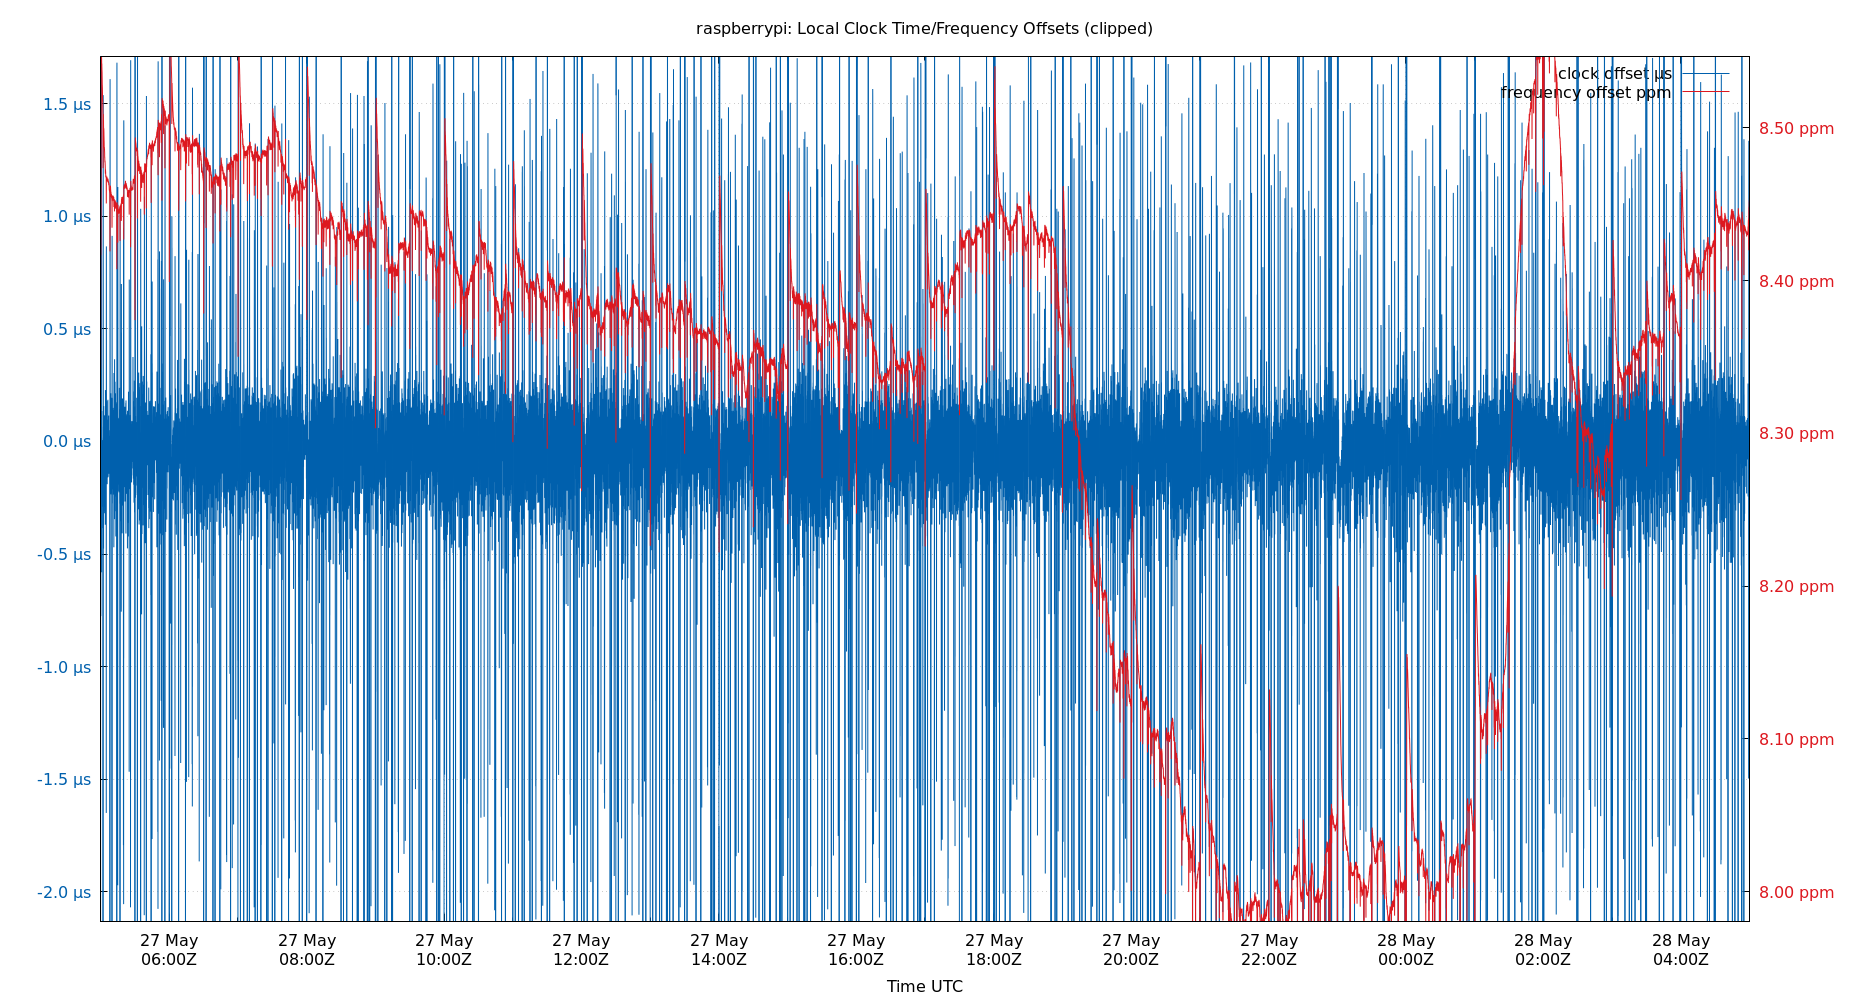 raspberrypi: Local Clock Time/Frequency Offsets (clipped)
clock offset µs
frequency offset ppm
1.5 µs
1.0 µs
0.5 µs
0.0 µs
-0.5 µs
-1.0 µs
-1.5 µs
-2.0 µs
8.50 ppm
8.40 ppm
8.30 ppm
8.20 ppm
8.10 ppm
8.00 ppm
27 May 27 May 27 May 27 May 27 May 27 May 27 May 27 May 27 May 28 May 28 May 28 May
06:00Z 08:00Z 10:00Z 12:00Z 14:00Z 16:00Z 18:00Z 20:00Z 22:00Z 00:00Z 02:00Z 04:00Z
Time UTC